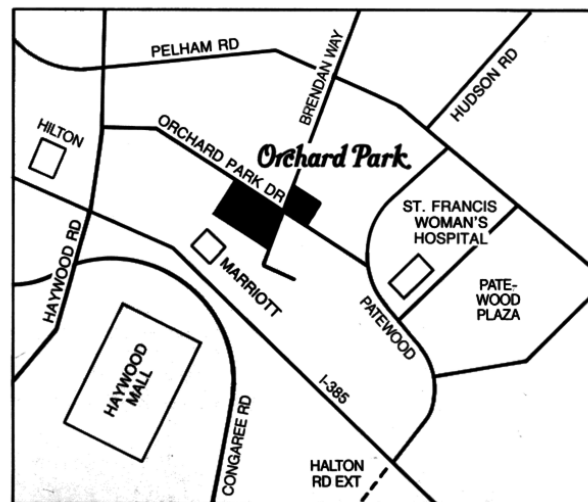 PELHAM RD
BRENDAN WAY
HUDSON RD
HILTON
ORCHARD PARK DR
Orchard Park
ST. FRANCIS
WOMAN'S
HOSPITAL
HAYWOOD RD
MARRIOTT
PATEWOOD
PATE-
WOOD
PLAZA
HAYWOOD
MALL
I-385
CONGAREE RD
HALTON
RD EXT